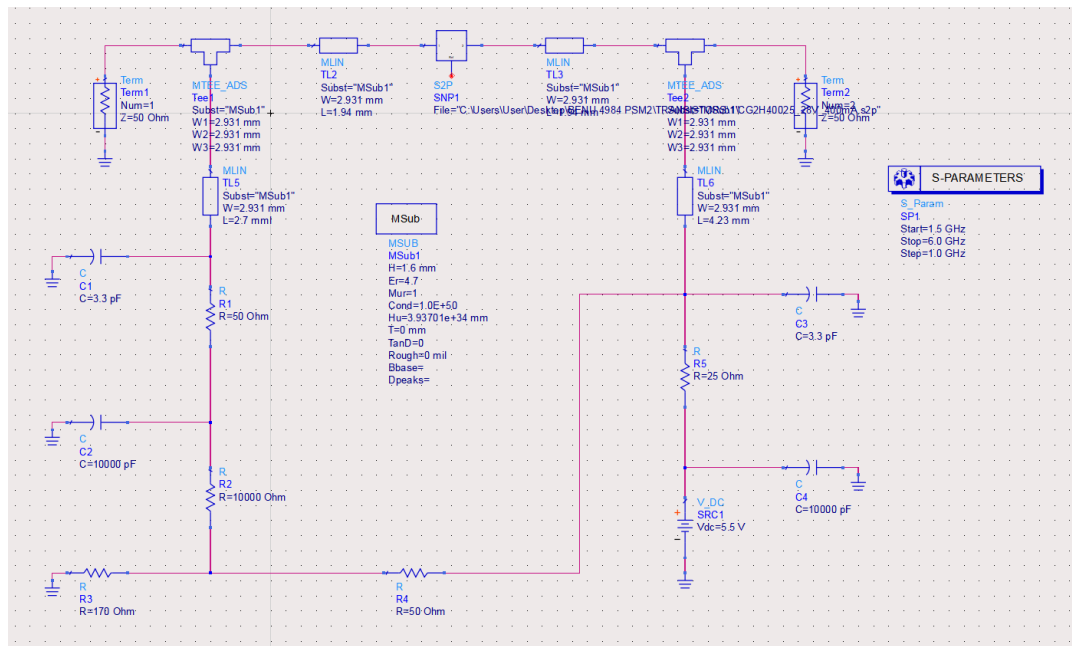 Term
Term1
Num=1
Z=50 Ohm
MTEE_ADS
Tee1
Subst="MSub1"
W1=2.931 mm
W2=2.931 mm
W3=2.931 mm
MLIN
TL2
Subst="MSub1"
W=2.931 mm
L=1.94 mm
S2P
SNP1
MLIN
TL3
Subst="MSub1"
W=2.931 mm
MTEE_ADS
Tee2
W1=2.931 mm
W2=2.931 mm
W3=2.931 mm
Term
Term2
Z=50 Ohm
MLIN
TL5
Subst="MSub1"
W=2.931 mm
L=2.7 mm
MLIN
TL6
Subst="MSub1"
W=2.931 mm
L=4.23 mm
S-PARAMETERS
S_Param
SP1
Start=1.5 GHz
Stop=6.0 GHz
Step=1.0 GHz
MSub
MSUB
MSub1
H=1.6 mm
Er=4.7
Mur=1
Cond=1.0E+50
Hu=3.93701e+34 mm
T=0 mm
TanD=0
Rough=0 mil
Bbase=
Dpeaks=
C
C1
C=3.3 pF
R
R1
R=50 Ohm
C
C3
C=3.3 pF
R
R5
R=25 Ohm
C
C2
C=10000 pF
R
R2
R=10000 Ohm
C
C4
C=10000 pF
V_DC
SRC1
Vdc=5.5 V
R
R3
R=170 Ohm
R
R4
R=50 Ohm